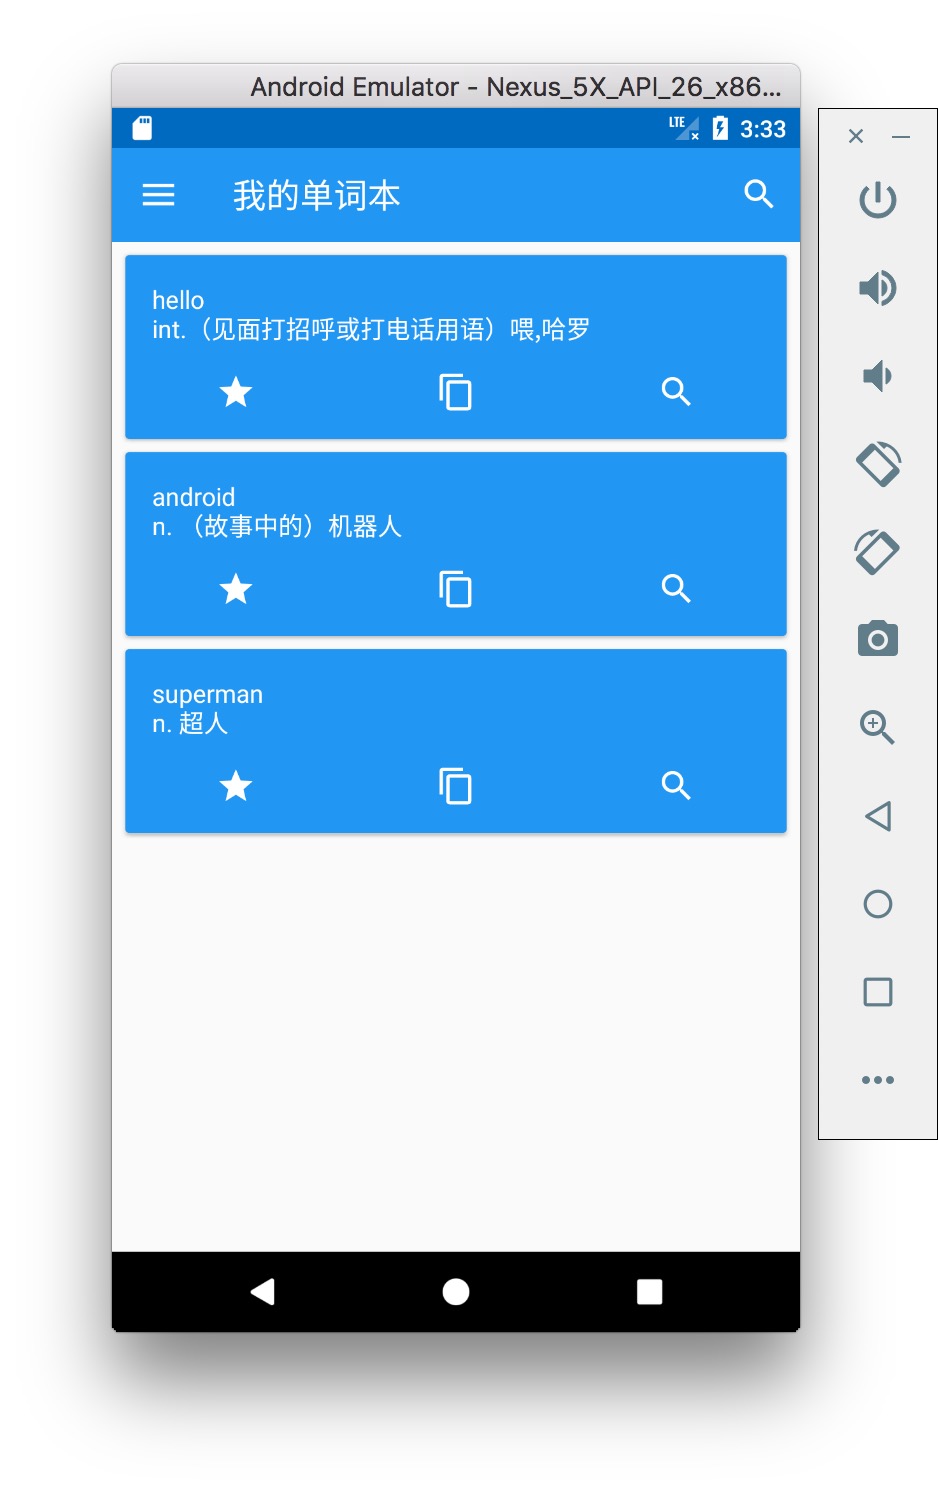 Android Emulator - Nexus_5X_API_26_x86...
LTE 3:33
我的单词本
hello
int.（见面打招呼或打电话用语）喂,哈罗
android
n. （故事中的）机器人
superman
n. 超人